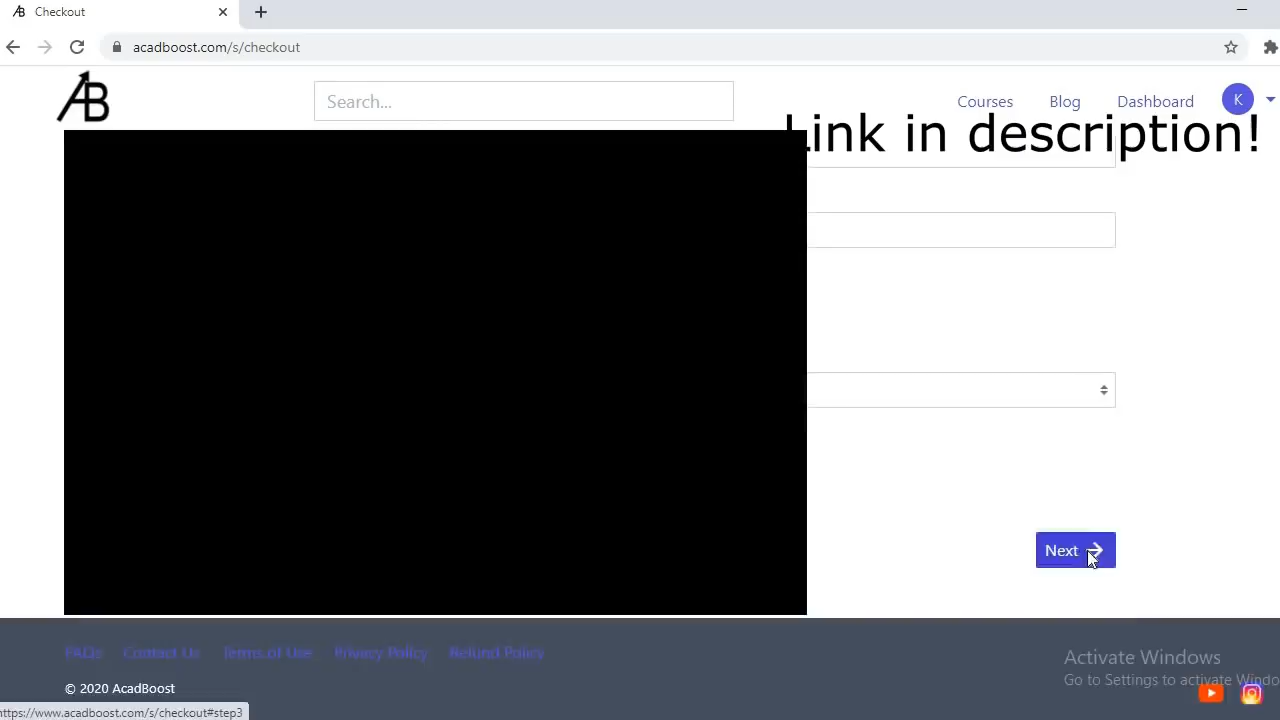 Checkout
acadboost.com/s/checkout
AB
Search...
Courses Blog Dashboard K
Link in description!
Next
FAQs Contact Us Terms of Use Privacy Policy Refund Policy
Activate Windows
Go to Settings to activate Windo
© 2020 AcadBoost
https://www.acadboost.com/s/checkout#step3